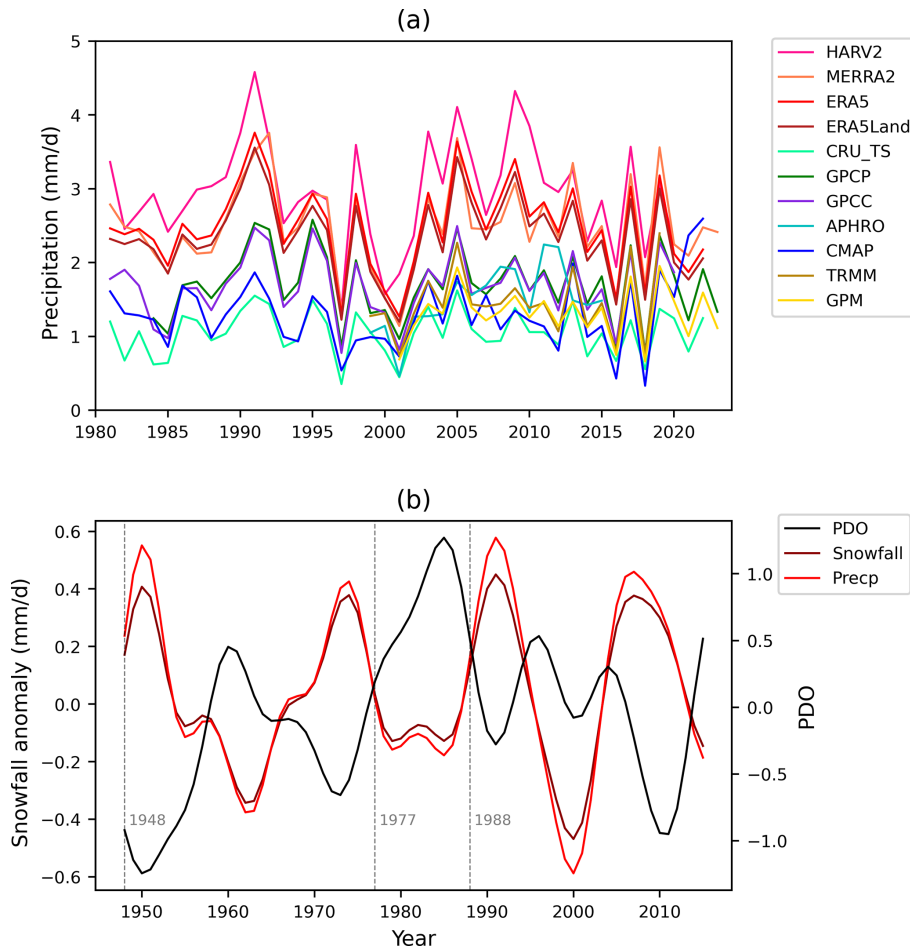 (a)
Precipitation (mm/d)
5
4
3
2
1
0
1980 1985 1990 1995 2000 2005 2010 2015 2020
HARV2
MERRA2
ERA5
ERA5Land
CRU_TS
GPCP
GPCC
APHRO
CMAP
TRMM
GPM
(b)
Snowfall anomaly (mm/d)
0.6
0.4
0.2
0.0
−0.2
−0.4
−0.6
1948 1977 1988
1950 1960 1970 1980 1990 2000 2010
Year
1.0
0.5
0.0
−0.5
−1.0
PDO
PDO
Snowfall
Precp